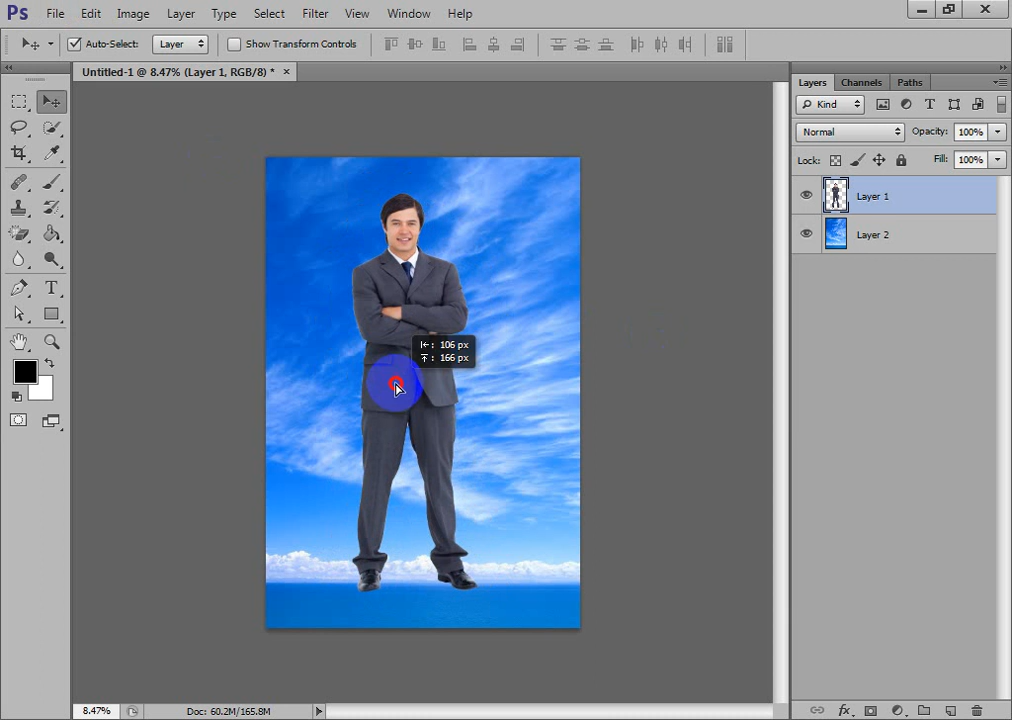 Ps File Edit Image Layer Type Select Filter View Window Help
Auto-Select: Layer Show Transform Controls
Untitled-1 @ 8.47% (Layer 1, RGB/8) * ×
Layers Channels Paths
Kind
Normal Opacity: 100%
Lock: Fill: 100%
Layer 1
Layer 2
: 106 px
: 166 px
8.47% Doc: 60.2M/165.8M